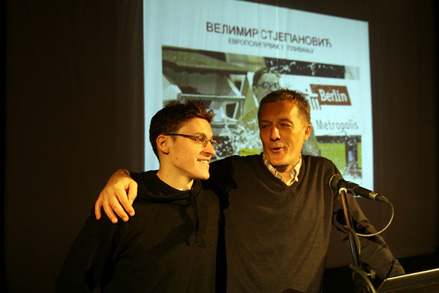 ВЕЛИМИР СТЈЕПАНОВИЋ
ЕВРОПСКИ ПРВАК У ПЛИВАЊУ
Berlin
Metropolis